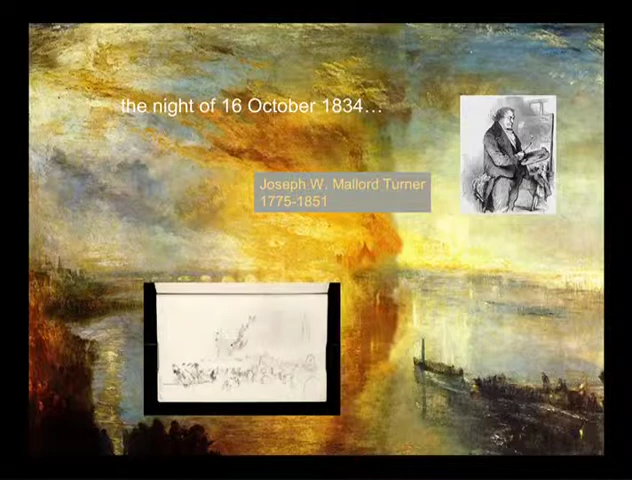 the night of 16 October 1834…
Joseph W. Mallord Turner
1775-1851